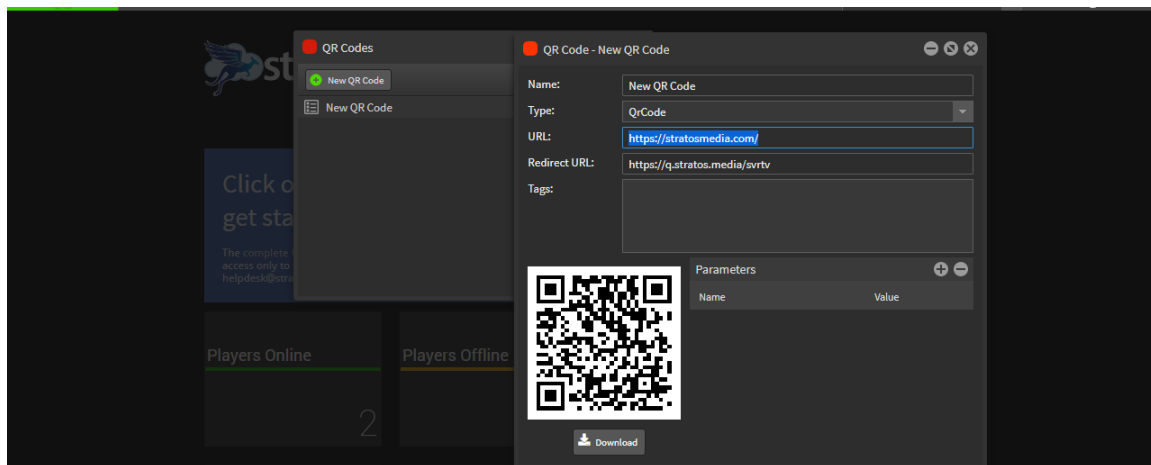 st
QR Codes
New QR Code
New QR Code
QR Code - New QR Code
Name:
New QR Code
Type:
QrCode
URL:
https://stratosmedia.com/
Redirect URL:
https://q.stratos.media/svrtv
Tags:
Parameters
Name Value
Download
Click o
get sta
The complete
access only to
helpdesk@stra
Players Online
2
Players Offline